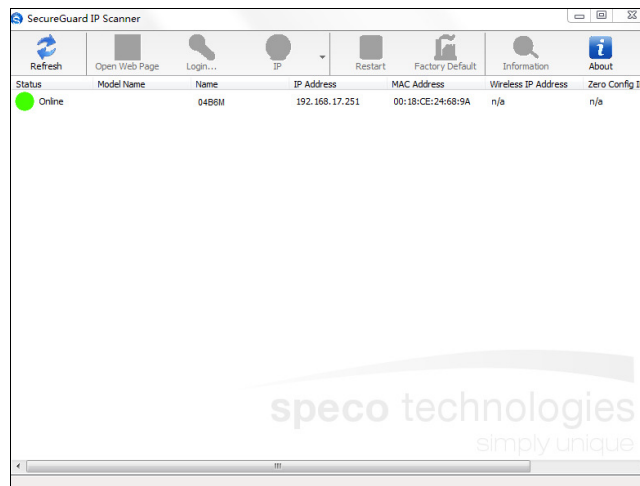 SecureGuard IP Scanner
Refresh Open Web Page Login... IP Restart Factory Default Information About
Status Model Name Name IP Address MAC Address Wireless IP Address Zero Config I
Online 04B6M 192.168.17.251 00:18:CE:24:68:9A n/a n/a
speco technologies
simply unique